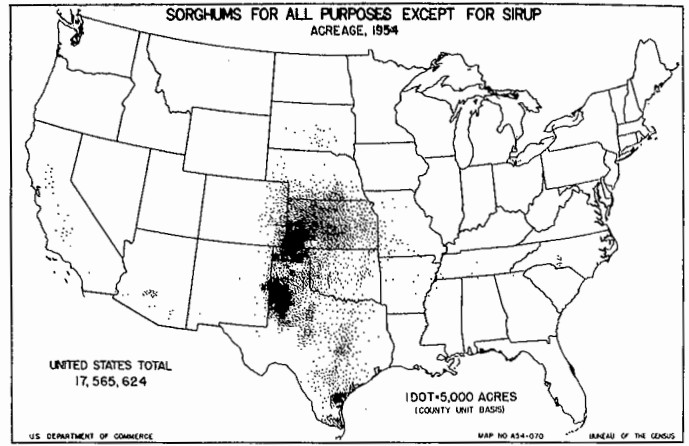 SORGHUMS FOR ALL PURPOSES EXCEPT FOR SIRUP
ACREAGE, 1954
UNITED STATES TOTAL
17,565,624
1 DOT=5,000 ACRES
(COUNTY UNIT BASIS)
U.S. DEPARTMENT OF COMMERCE
MAP NO A54-070
BUREAU OF THE CENSUS